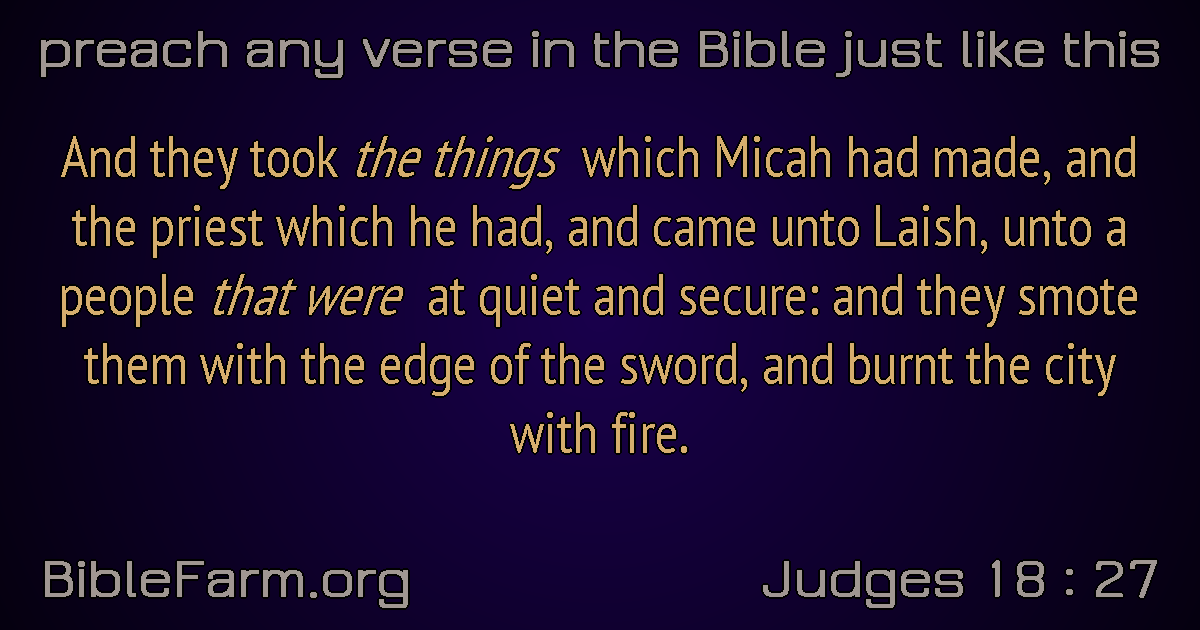 preach any verse in the Bible just like this
And they took the things which Micah had made, and
the priest which he had, and came unto Laish, unto a
people that were at quiet and secure: and they smote
them with the edge of the sword, and burnt the city
with fire.
BibleFarm.org
Judges 18 : 27